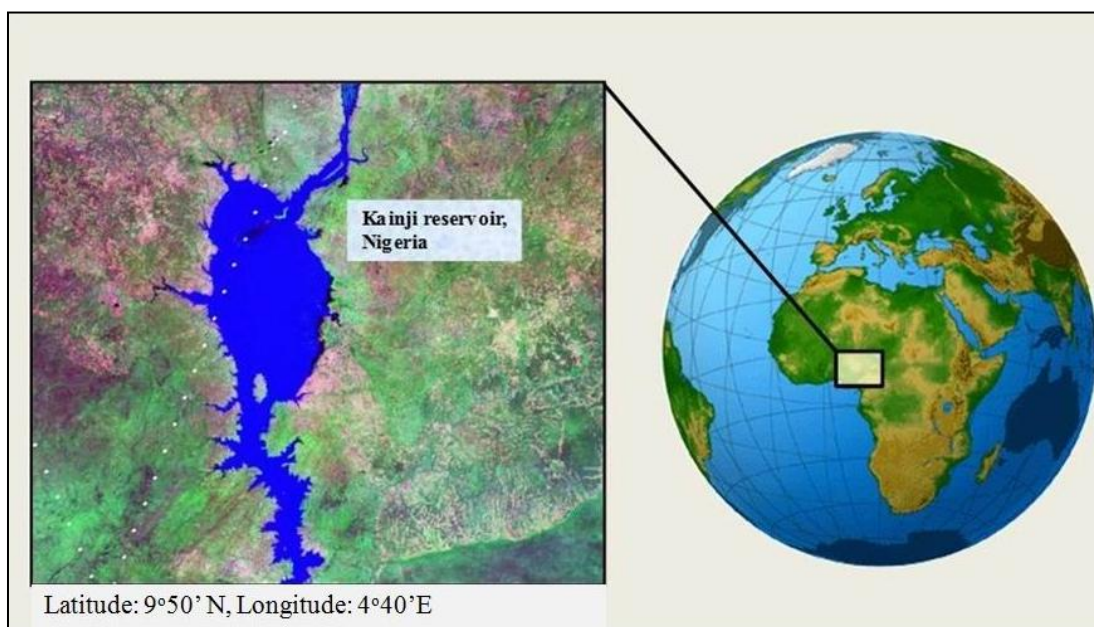 Kainji reservoir,
Nigeria
Latitude: 9°50’ N, Longitude: 4°40’E